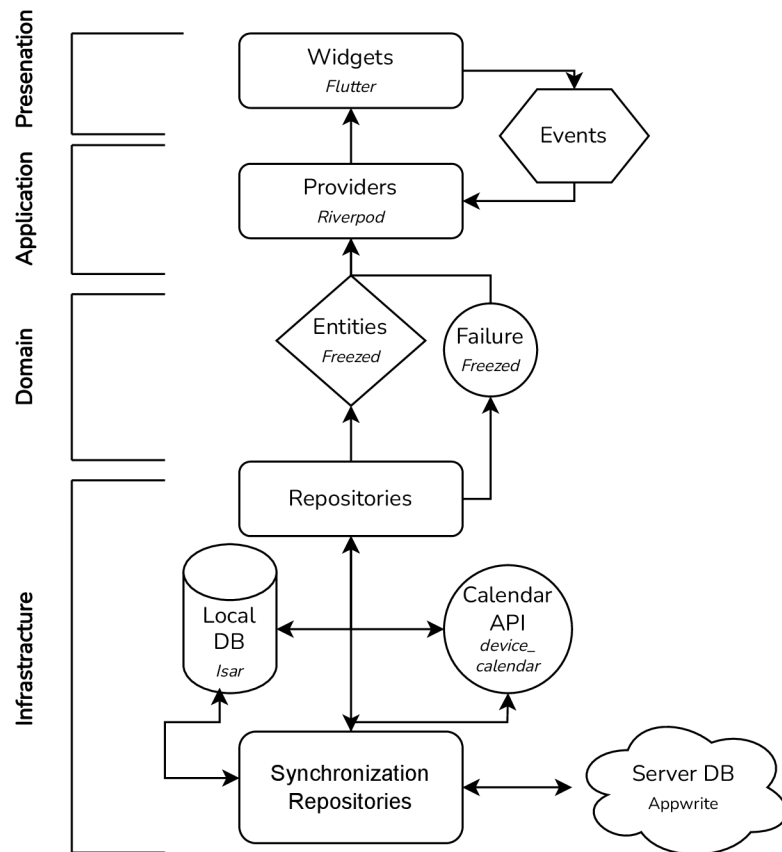 Presenation
Widgets
Flutter
Events
Application
Providers
Riverpod
Domain
Entities
Freezed
Failure
Freezed
Infrastracture
Repositories
Local
DB
Isar
Calendar
API
device_
calendar
Synchronization
Repositories
Server DB
Appwrite